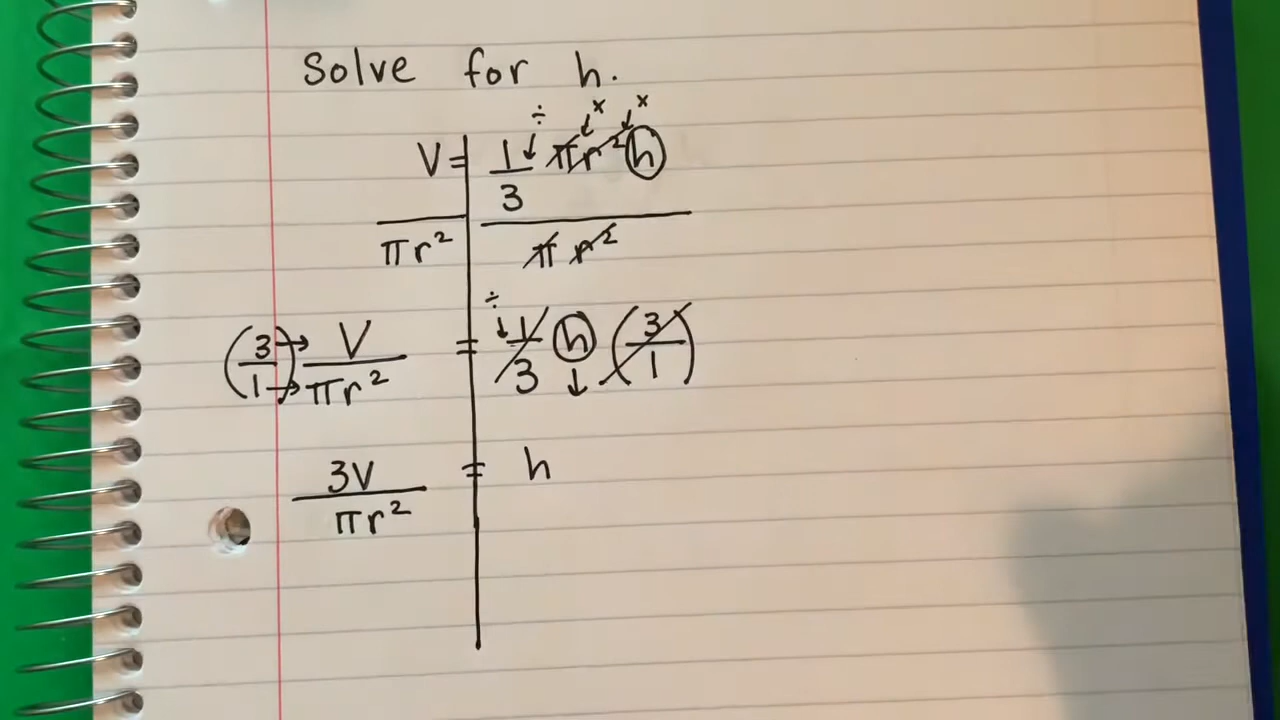 Solve for h.
÷ × ×
V = 1/3 πr² h
πr² πr²
÷
(3/1) V/πr² = 1/3 h (3/1)
3V/πr² = h